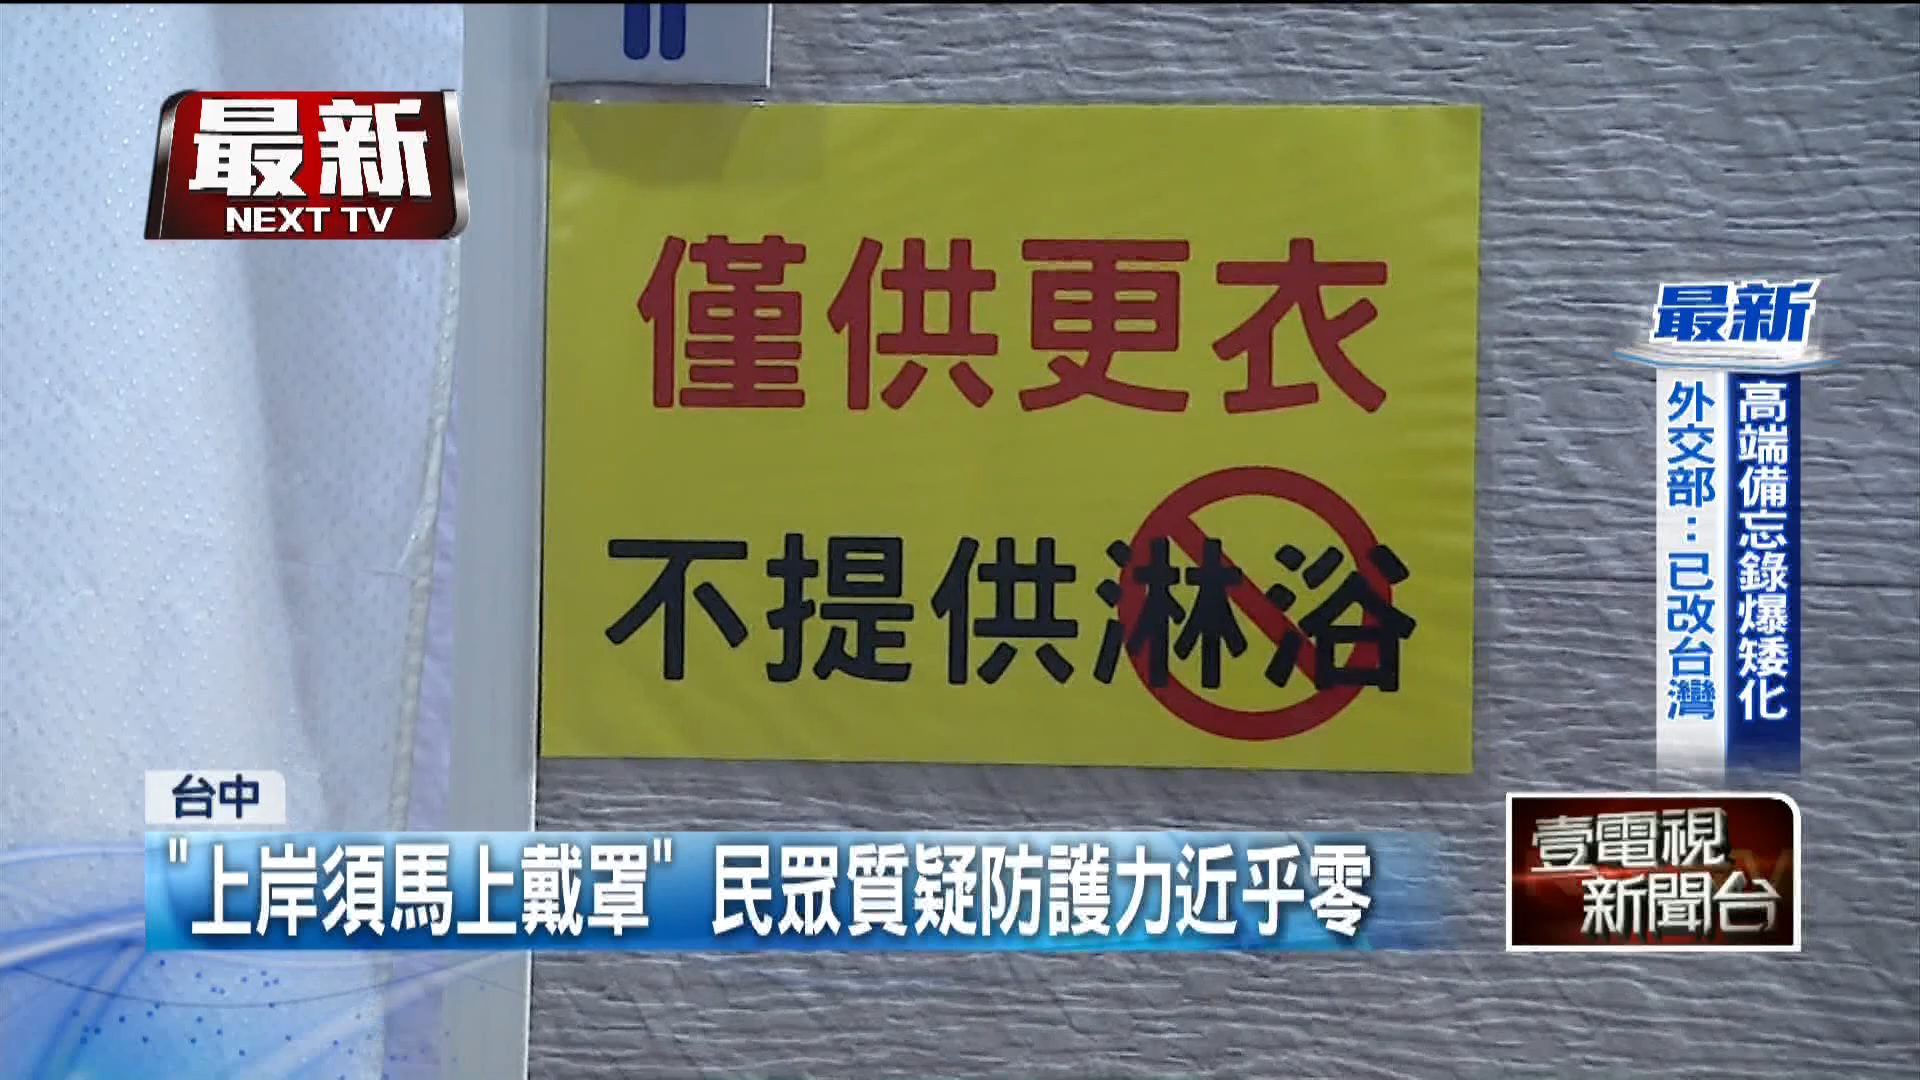 最新
NEXT TV
僅供更衣
不提供淋浴
最新
高端備忘錄爆矮化
外交部：已改台灣
台中
"上岸須馬上戴罩" 民眾質疑防護力近乎零
壹電視
新聞台